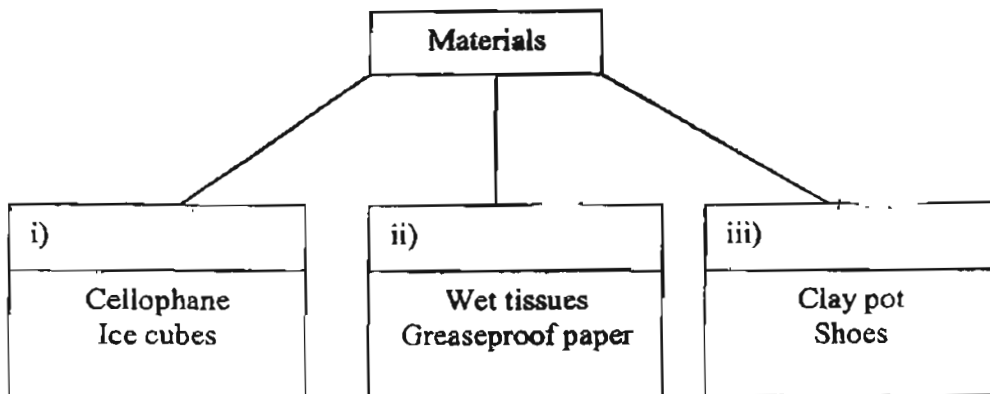 Materials
i)
Cellophane
Ice cubes
ii)
Wet tissues
Greaseproof paper
iii)
Clay pot
Shoes